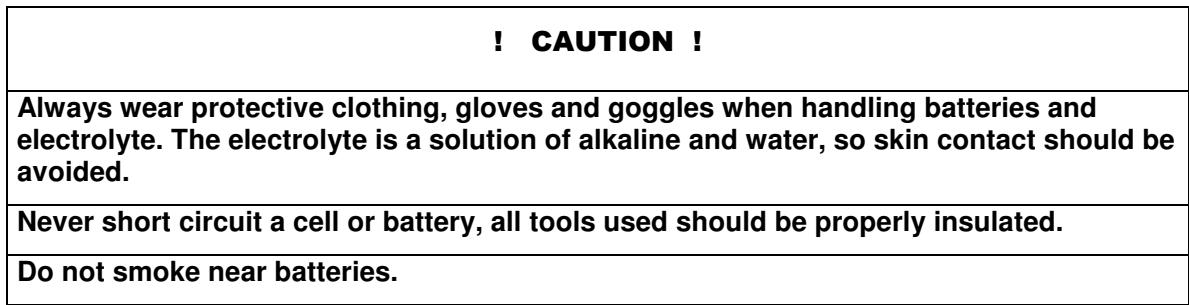 ! CAUTION !
Always wear protective clothing, gloves and goggles when handling batteries and
electrolyte. The electrolyte is a solution of alkaline and water, so skin contact should be
avoided.
Never short circuit a cell or battery, all tools used should be properly insulated.
Do not smoke near batteries.